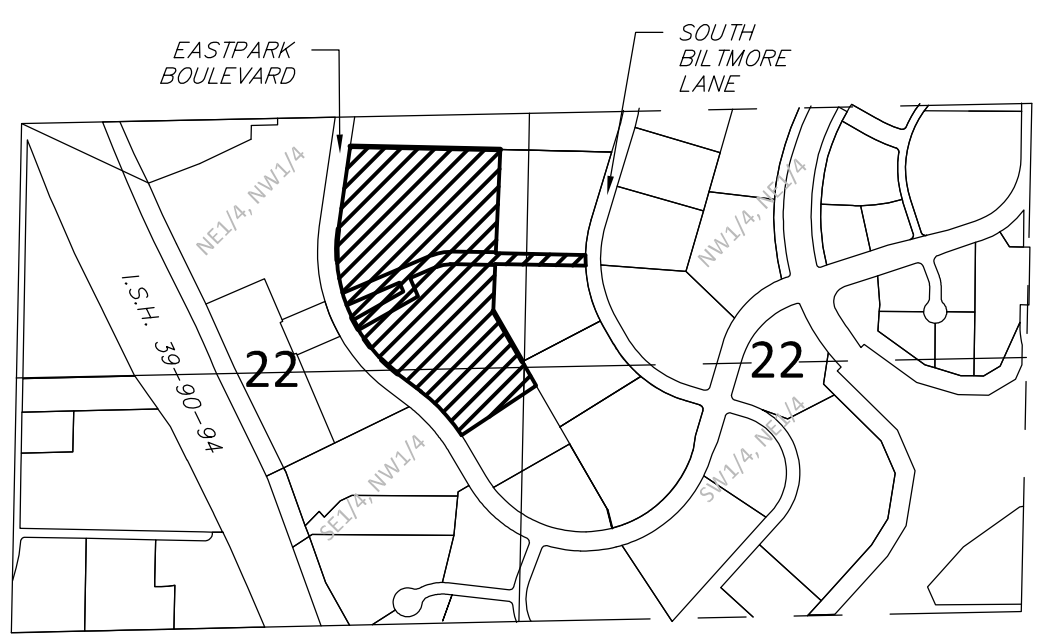 EASTPARK
BOULEVARD
SOUTH
BILTMORE
LANE
NE1/4, NW1/4
NW1/4, NE1/4
I.S.H. 39-90-94
22
22
SE1/4, NW1/4
SW1/4, NE1/4